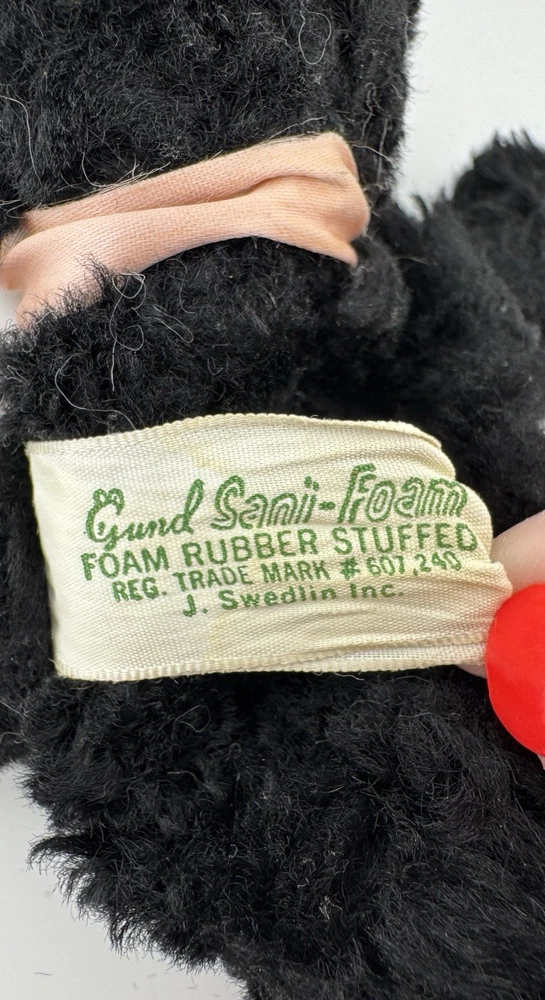 Gund Sani-Foam
FOAM RUBBER STUFFED
REG. TRADE MARK # 607,240
J. Swedlin Inc.